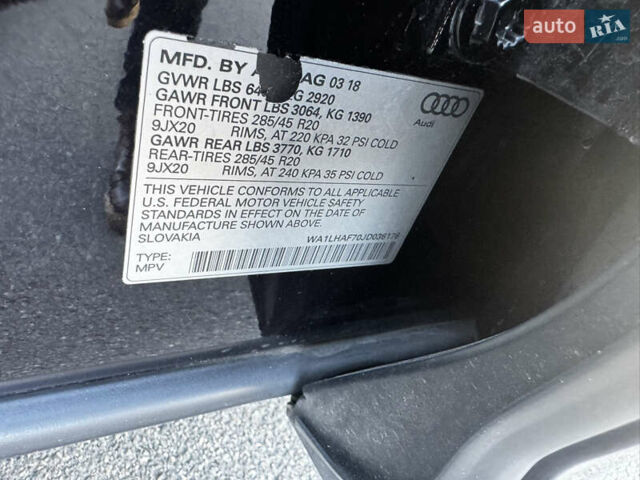 auto RIA.com
MFD. BY AG 03 18
GVWR LBS KG 2920
GAWR FRONT LBS 3064, KG 1390
FRONT-TIRES 285/45 R20
9JX20 RIMS, AT 220 KPA 32 PSI COLD
GAWR REAR LBS 3770, KG 1710
REAR-TIRES 285/45 R20
9JX20 RIMS, AT 240 KPA 35 PSI COLD
Audi
THIS VEHICLE CONFORMS TO ALL APPLICABLE
U.S. FEDERAL MOTOR VEHICLE SAFETY
STANDARDS IN EFFECT ON THE DATE OF
MANUFACTURE SHOWN ABOVE.
SLOVAKIA WA1LHAF70JD036176
TYPE:
MPV